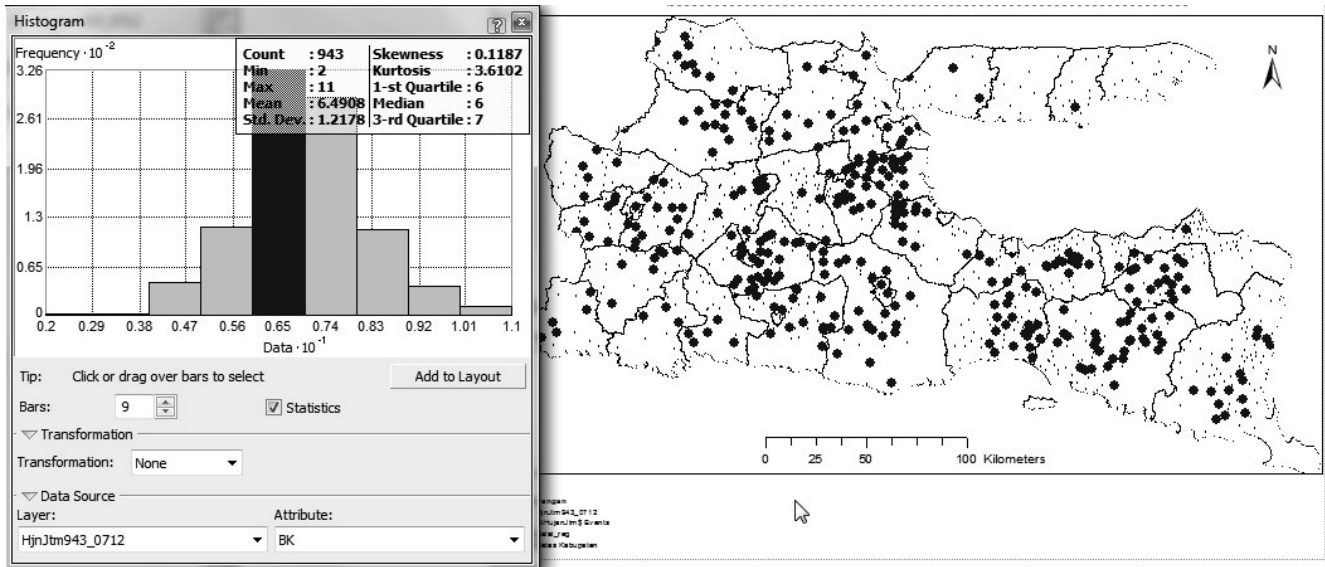 Histogram
Frequency · 10⁻²
Count : 943 Skewness : 0.1187
Min : 2 Kurtosis : 3.6102
Max : 11 1-st Quartile : 6
Mean : 6.4908 Median : 6
Std. Dev. : 1.2178 3-rd Quartile : 7
3.26
2.61
1.96
1.3
0.65
0
0.2 0.29 0.38 0.47 0.56 0.65 0.74 0.83 0.92 1.01 1.1
Data · 10⁻¹
Tip: Click or drag over bars to select
Add to Layout
Bars: 9 Statistics
Transformation
Transformation: None
Data Source
Layer: Attribute:
HjnJtm943_0712 BK
N
0 25 50 100 Kilometers
Events
Kabupaten